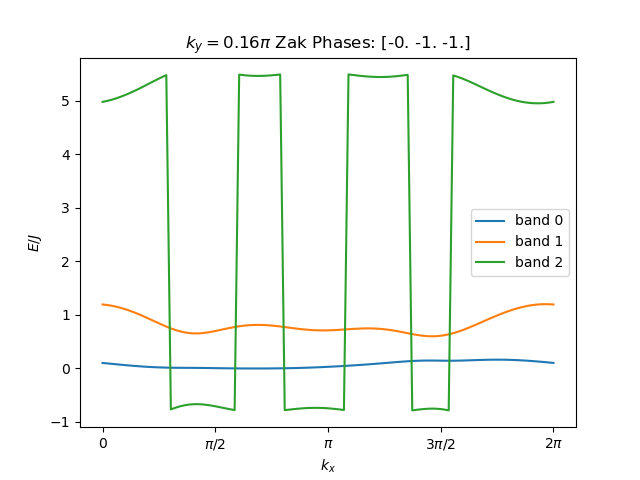 $k_y = 0.16\pi$ Zak Phases: [-0. -1. -1.]
E/J
5
4
3
2
1
0
−1
band 0
band 1
band 2
0
π/2
π
3π/2
2π
$k_x$